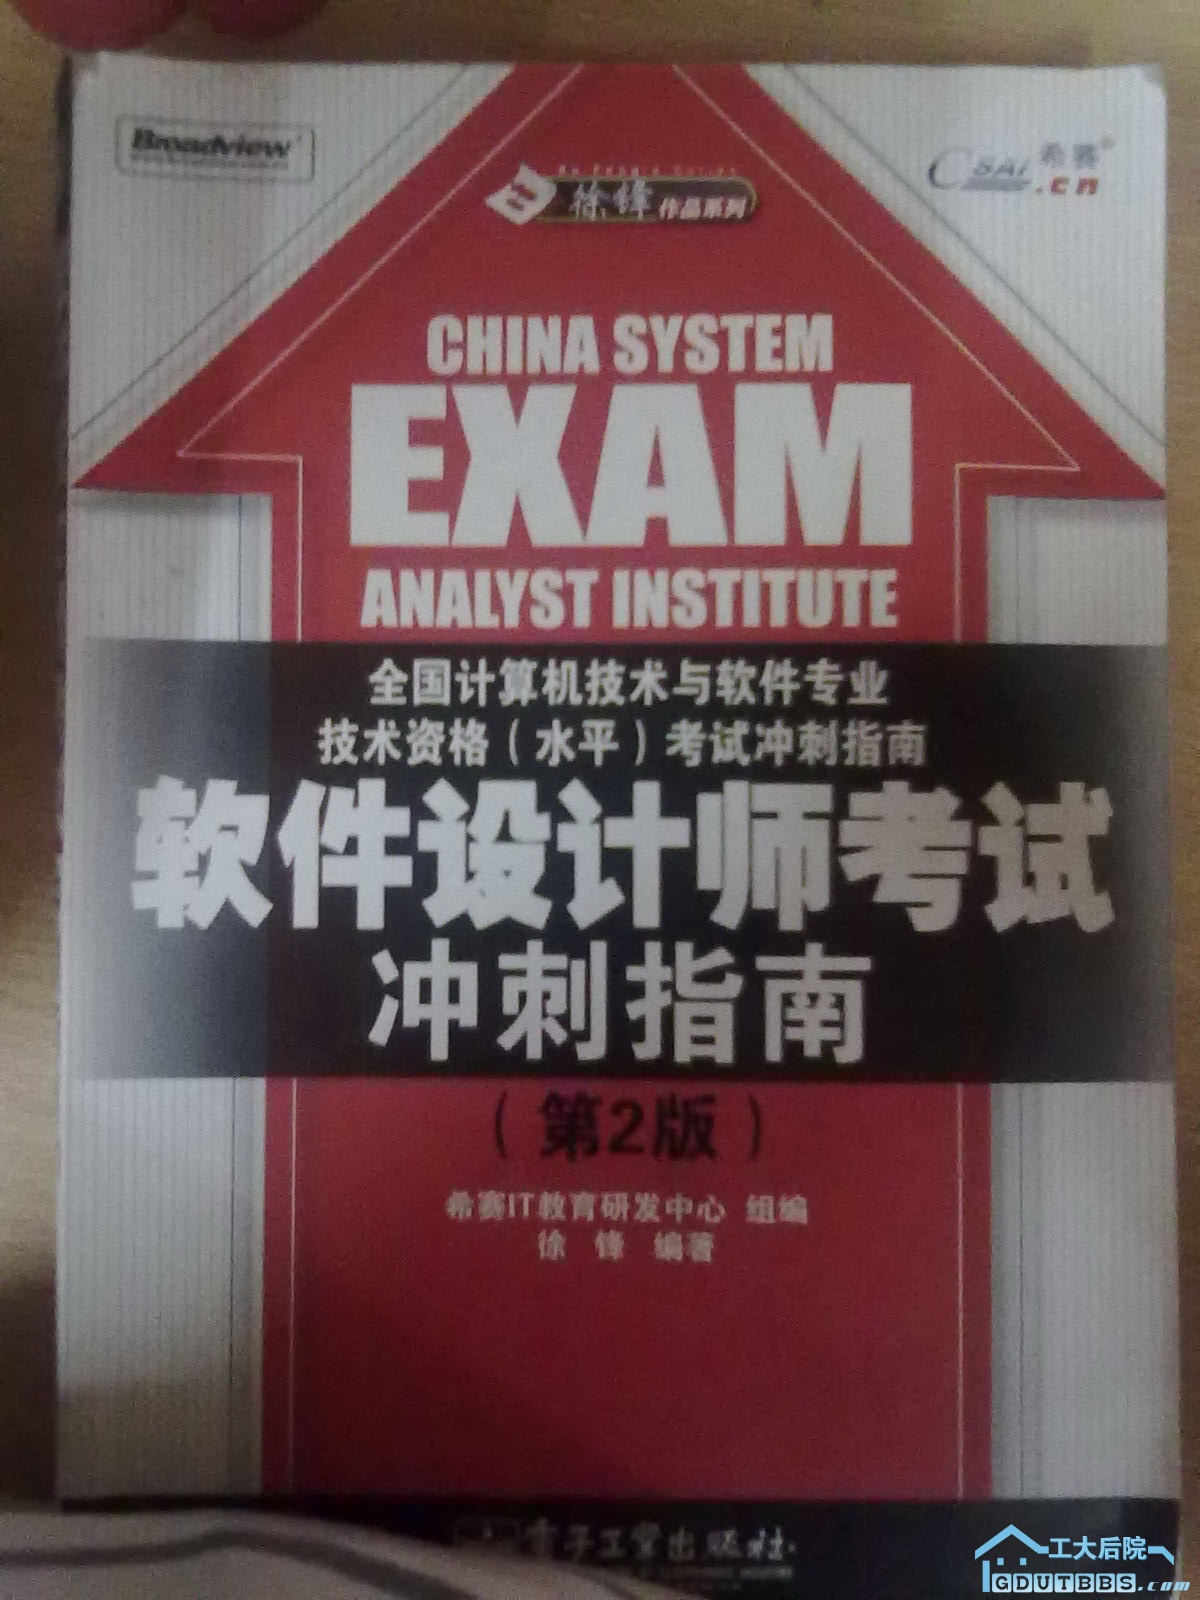 Broadview
徐锋作品系列
CSAI 希赛
.cn
CHINA SYSTEM
EXAM
ANALYST INSTITUTE
全国计算机技术与软件专业
技术资格（水平）考试冲刺指南
软件设计师考试
冲刺指南
（第2版）
希赛IT教育研发中心 组编
徐 锋 编著
电子工业出版社
工大后院
GDUTBBS.com